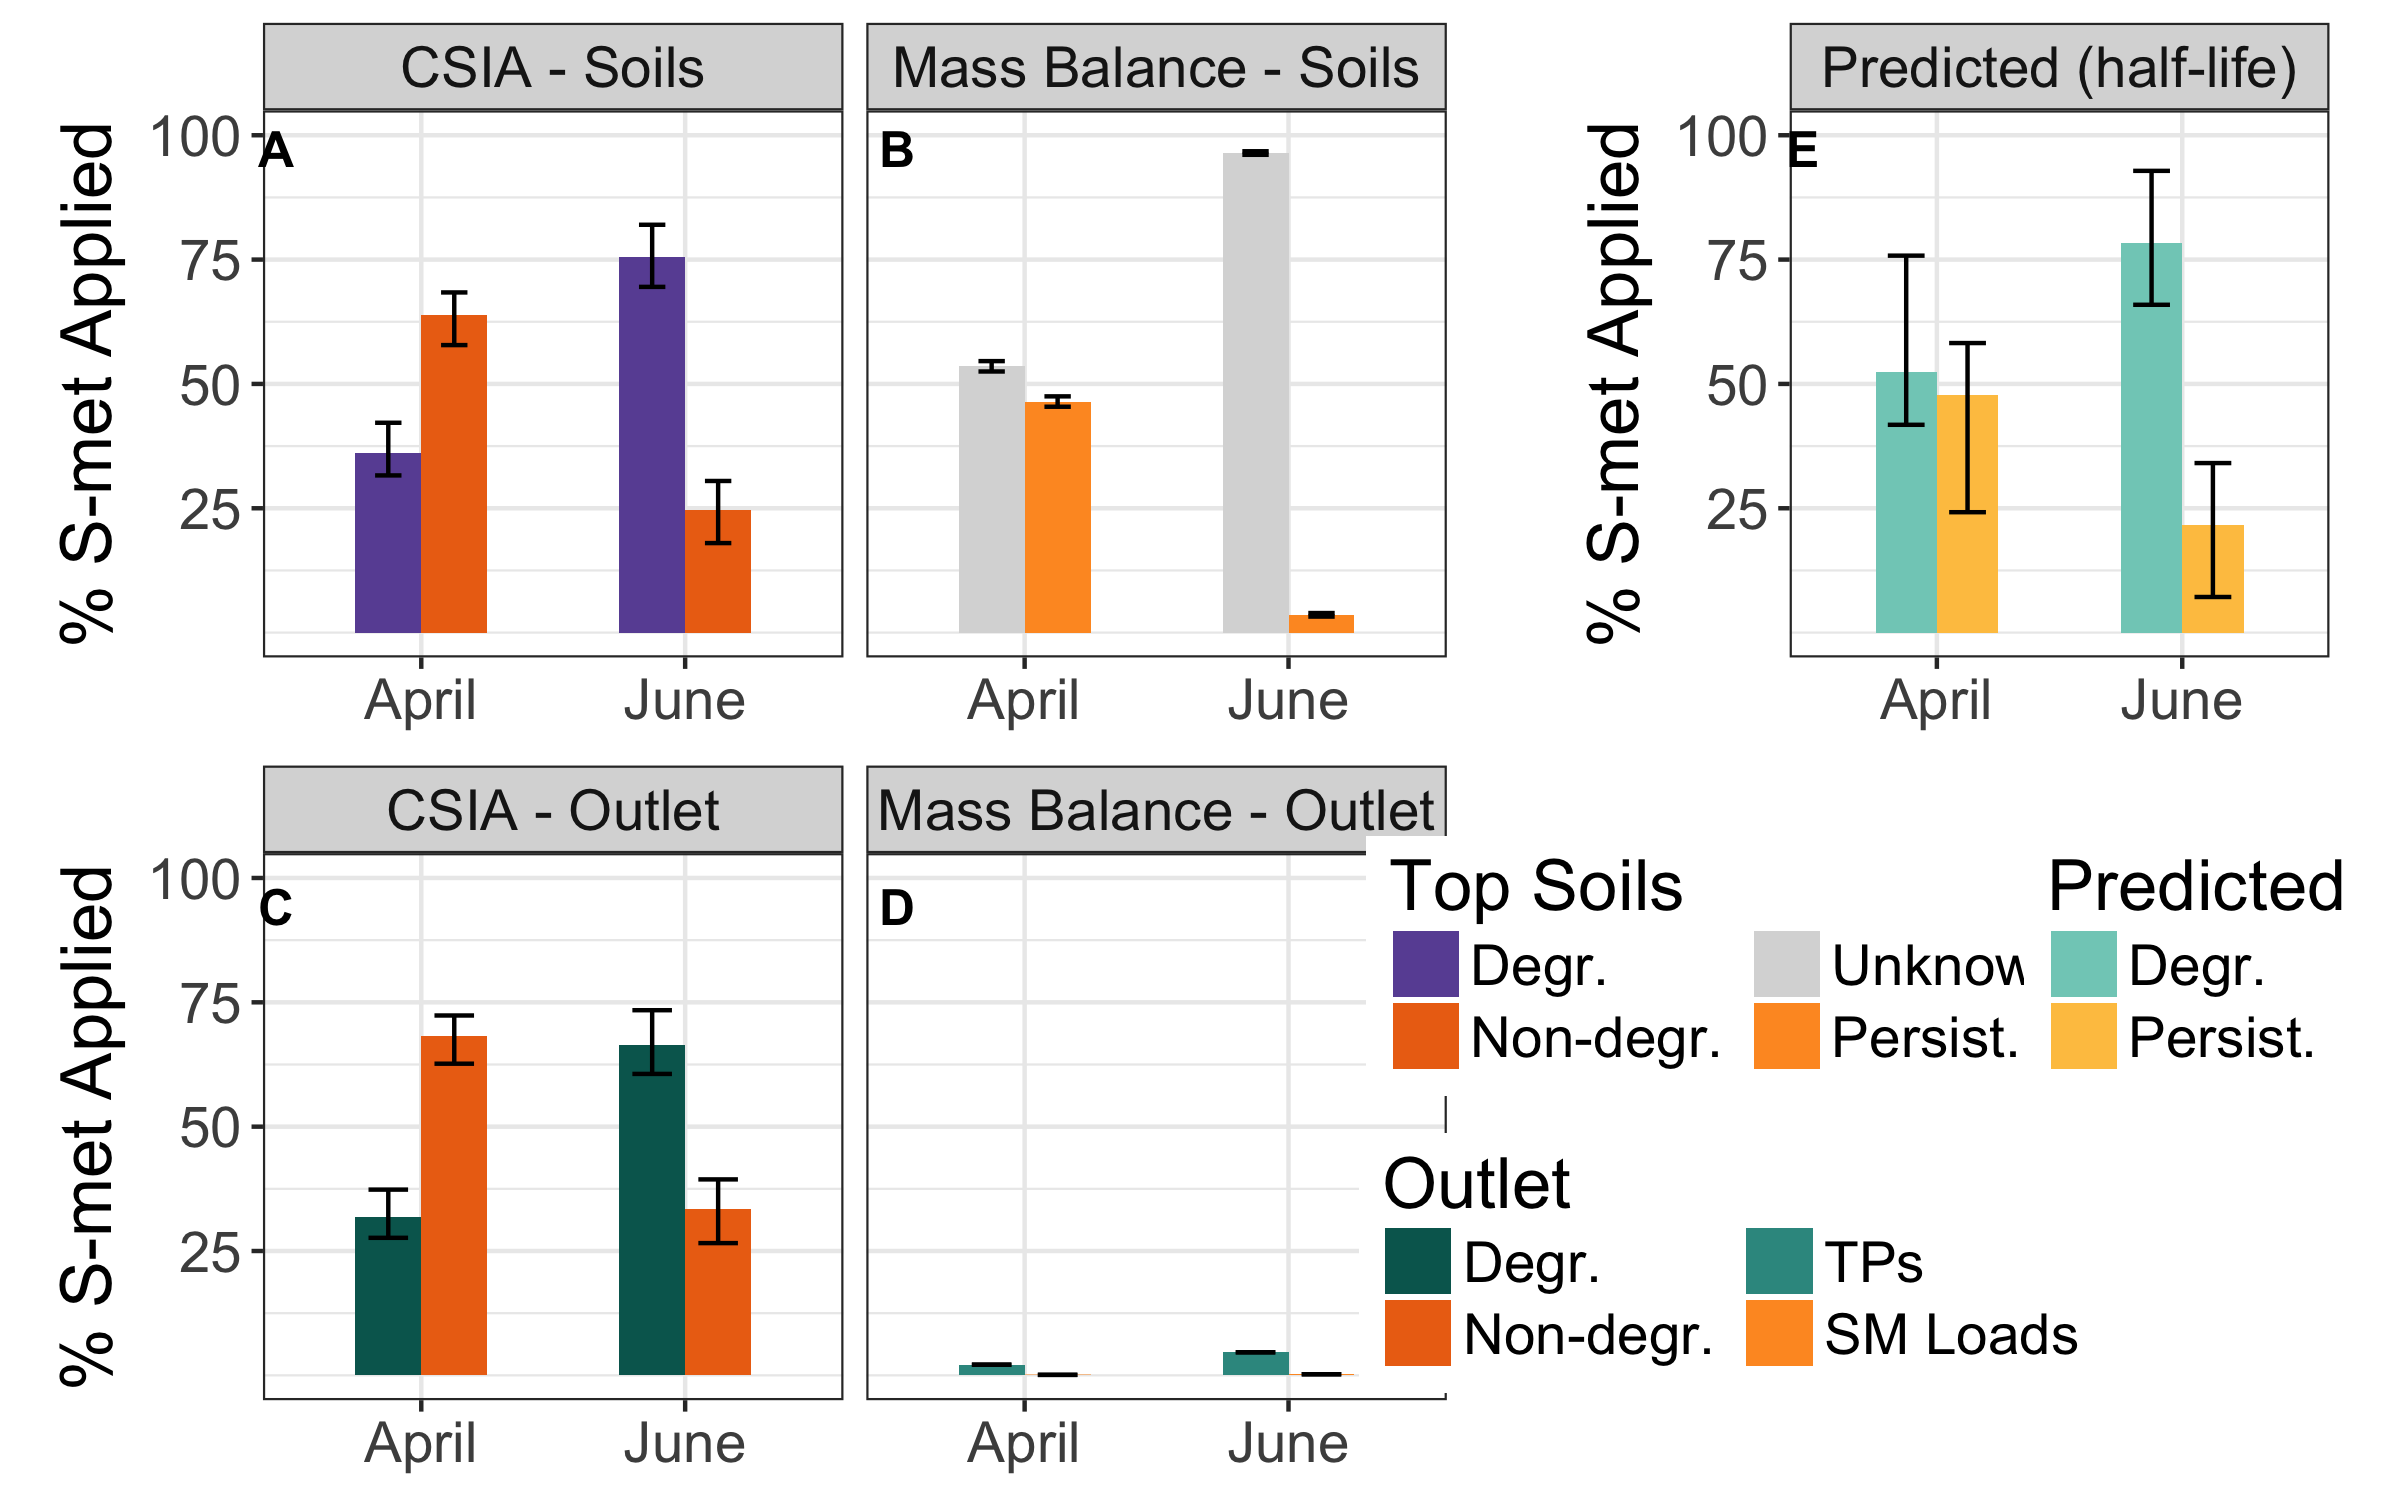 CSIA - Soils
Mass Balance - Soils
Predicted (half-life)
% S-met Applied
100
75
50
25
A
B
April
June
April
June
% S-met Applied
100
75
50
25
E
April
June
CSIA - Outlet
Mass Balance - Outlet
% S-met Applied
100
75
50
25
C
D
April
June
April
June
Top Soils
Degr.
Unknow
Non-degr.
Persist.
Predicted
Degr.
Persist.
Outlet
Degr.
TPs
Non-degr.
SM Loads